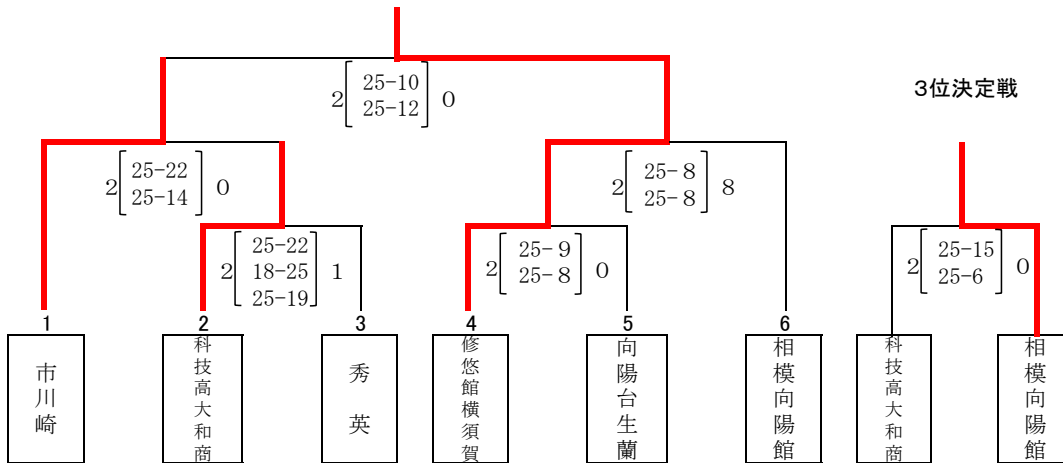 2 25-10 25-12 0
3位決定戦
2 25-22 25-14 0
2 25-8 25-8 8
2 25-22 18-25 25-19 1
2 25-9 25-8 0
2 25-15 25-6 0
1
2
3
4
5
6
市川崎
科技高大和商
秀英
修悠館横須賀
向陽台生蘭
相模向陽館
科技高大和商
相模向陽館